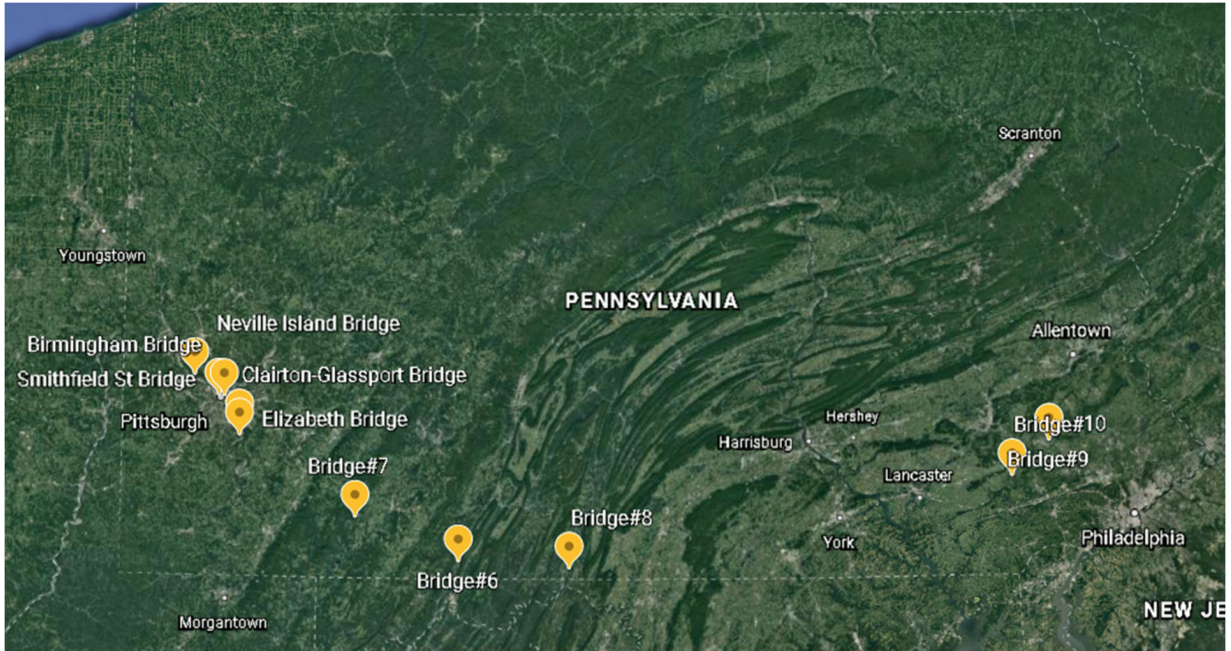 Scranton
Youngstown
PENNSYLVANIA
Neville Island Bridge
Allentown
Birmingham Bridge
Smithfield St Bridge
Clairton-Glassport Bridge
Pittsburgh
Elizabeth Bridge
Hershey
Bridge#10
Harrisburg
Bridge#9
Bridge#7
Lancaster
Bridge#8
York
Philadelphia
Bridge#6
Morgantown
NEW JE